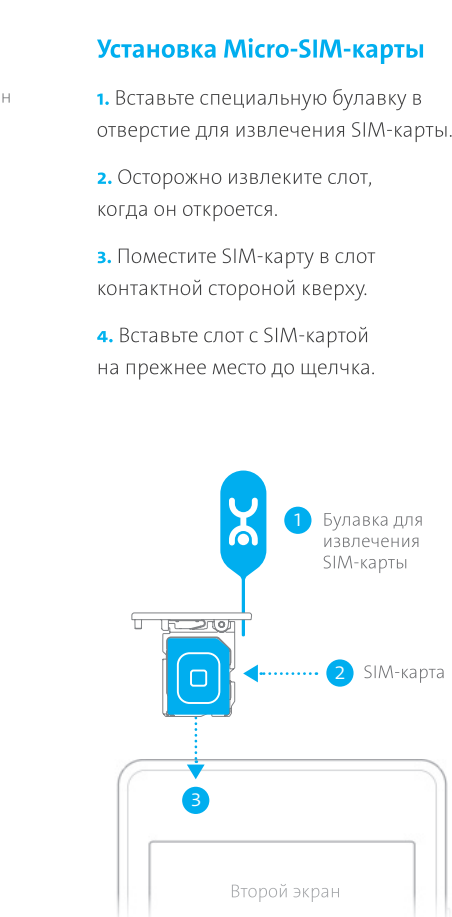 Установка Micro-SIM-карты
н
1. Вставьте специальную булавку в
отверстие для извлечения SIM-карты.
2. Осторожно извлеките слот,
когда он откроется.
3. Поместите SIM-карту в слот
контактной стороной кверху.
4. Вставьте слот с SIM-картой
на прежнее место до щелчка.
1 Булавка для
извлечения
SIM-карты
2 SIM-карта
3
Второй экран